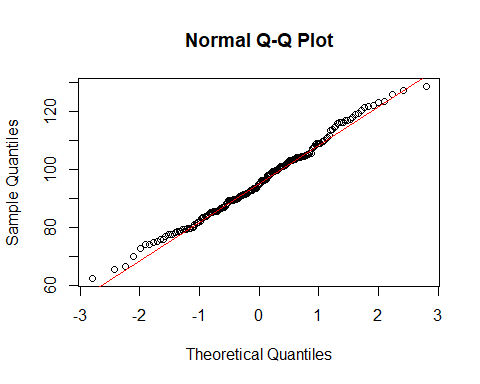 Normal Q-Q Plot
Sample Quantiles
120
100
80
60
-3 -2 -1 0 1 2 3
Theoretical Quantiles